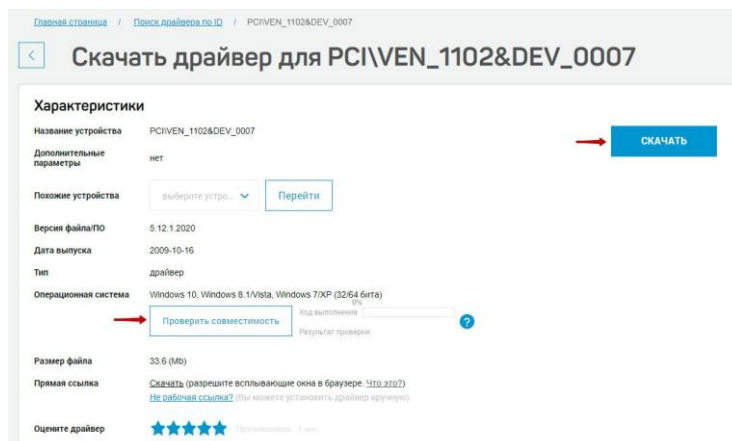 Главная страница / Поиск драйвера по ID / PCI\VEN_1102&DEV_0007
Скачать драйвер для PCI\VEN_1102&DEV_0007
Характеристики
Название устройства PCI\VEN_1102&DEV_0007
СКАЧАТЬ
Дополнительные параметры нет
Похожие устройства выберите устро... Перейти
Версия файла/ПО 5.12.1.2020
Дата выпуска 2009-10-16
Тип драйвер
Операционная система Windows 10, Windows 8.1/Vista, Windows 7/XP (32/64 бита)
0%
Проверить совместимость Ход выполнения ?
Результат проверки:
Размер файла 33.6 (Mb)
Прямая ссылка Скачать (разрешите всплывающие окна в браузере. Что это?)
Не рабочая ссылка? (Вы можете установить драйвер вручную)
Оцените драйвер